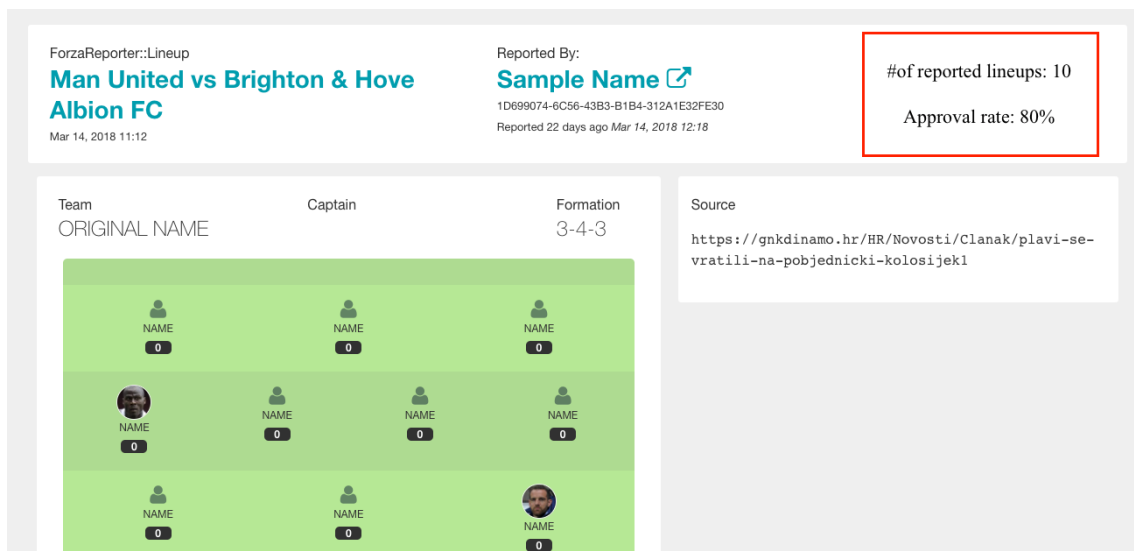 ForzaReporter::Lineup
Man United vs Brighton & Hove
Albion FC
Mar 14, 2018 11:12
Reported By:
Sample Name
1D699074-6C56-43B3-B1B4-312A1E32FE30
Reported 22 days ago Mar 14, 2018 12:18
#of reported lineups: 10
Approval rate: 80%
Team
ORIGINAL NAME
Captain
Formation
3-4-3
NAME NAME NAME
0 0 0
NAME NAME NAME NAME
0 0 0 0
NAME NAME NAME
0 0 0
Source
https://gnkdinamo.hr/HR/Novosti/Clanak/plavi-se-
vratili-na-pobjednicki-kolosijek1